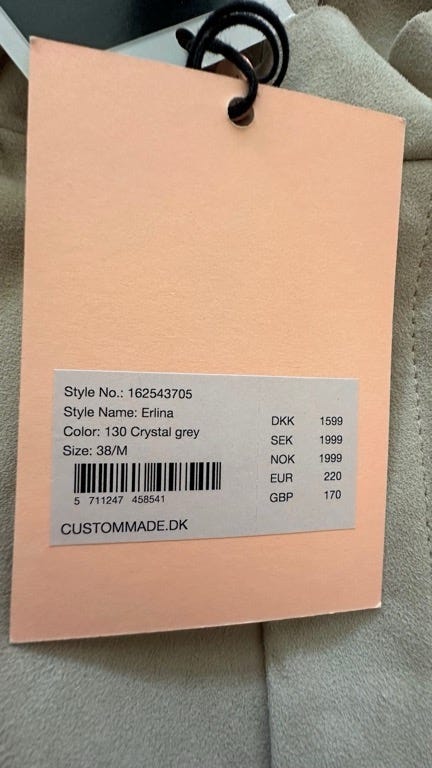 Style No.: 162543705
Style Name: Erlina
Color: 130 Crystal grey
Size: 38/M
5 711247 458541
CUSTOMMADE.DK
DKK 1599
SEK 1999
NOK 1999
EUR 220
GBP 170